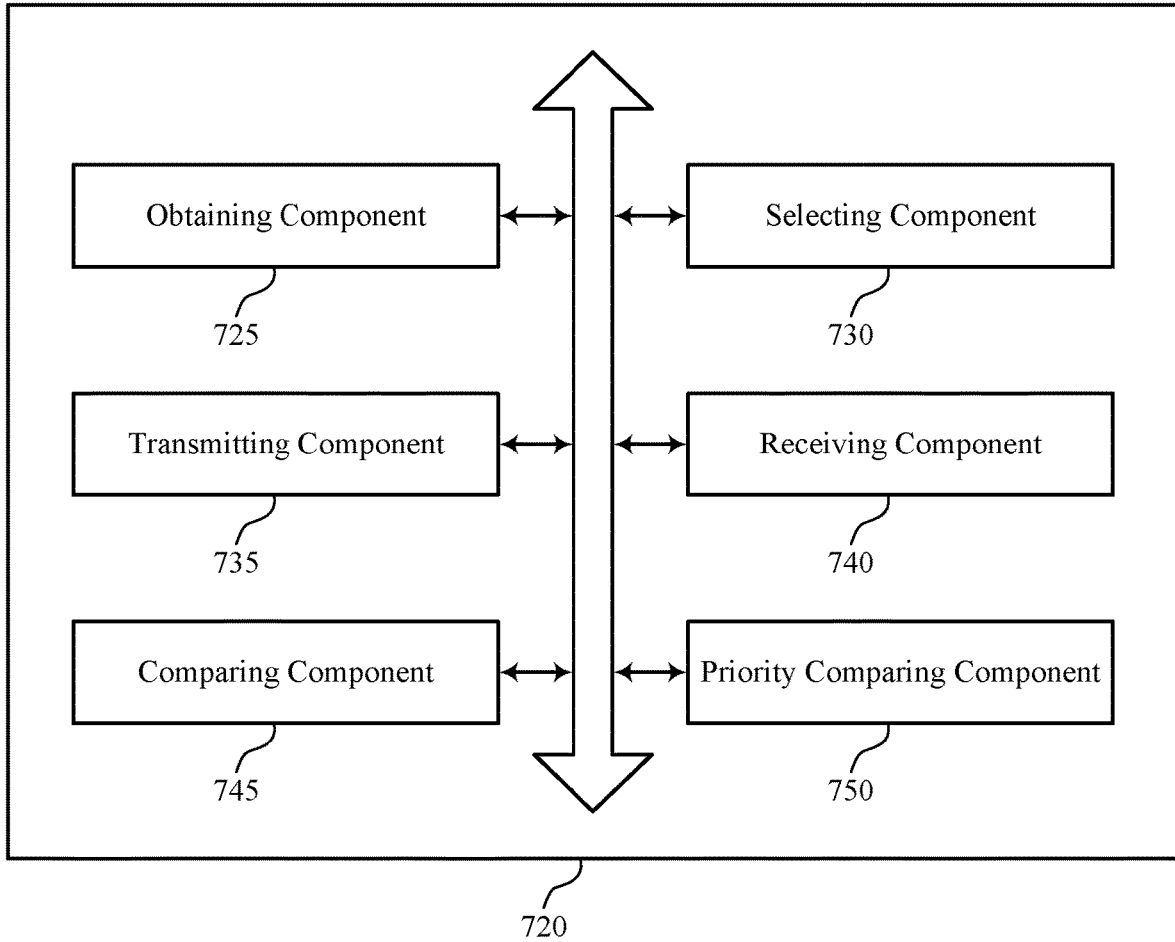 Obtaining Component
Selecting Component
725
730
Transmitting Component
Receiving Component
735
740
Comparing Component
Priority Comparing Component
745
750
720